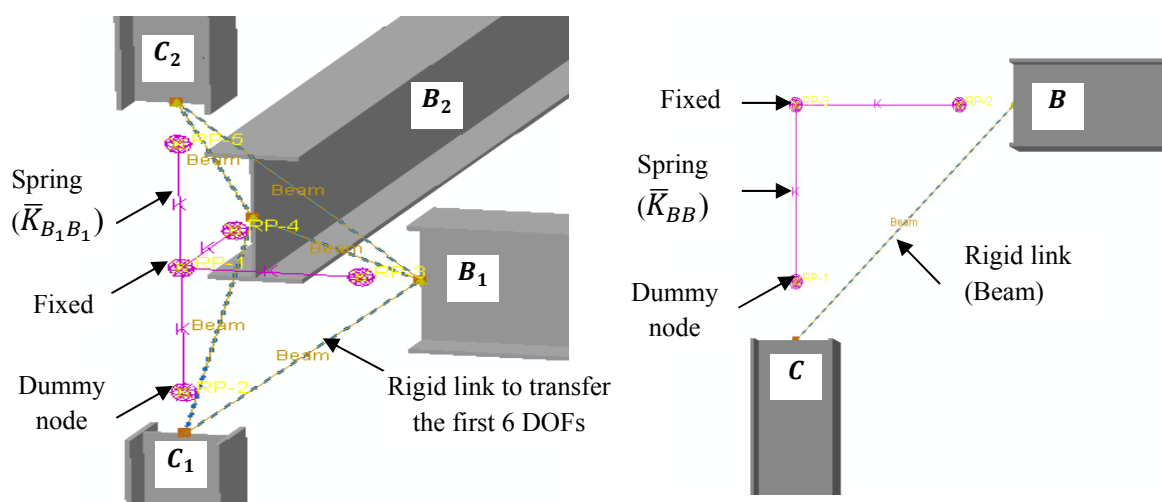 C₂
B₂
RP-5
Beam
Spring
(K̅_B₁B₁)
K
RP-4
K
Beam
RP-1
K
RP-3
B₁
Fixed
K
Beam
Beam
Dummy
node
RP-2
Rigid link to transfer
the first 6 DOFs
C₁
Fixed
RP-3
K
RP-2
B
Spring
(K̅_BB)
K
Beam
Rigid link
(Beam)
Dummy
node
RP-1
C